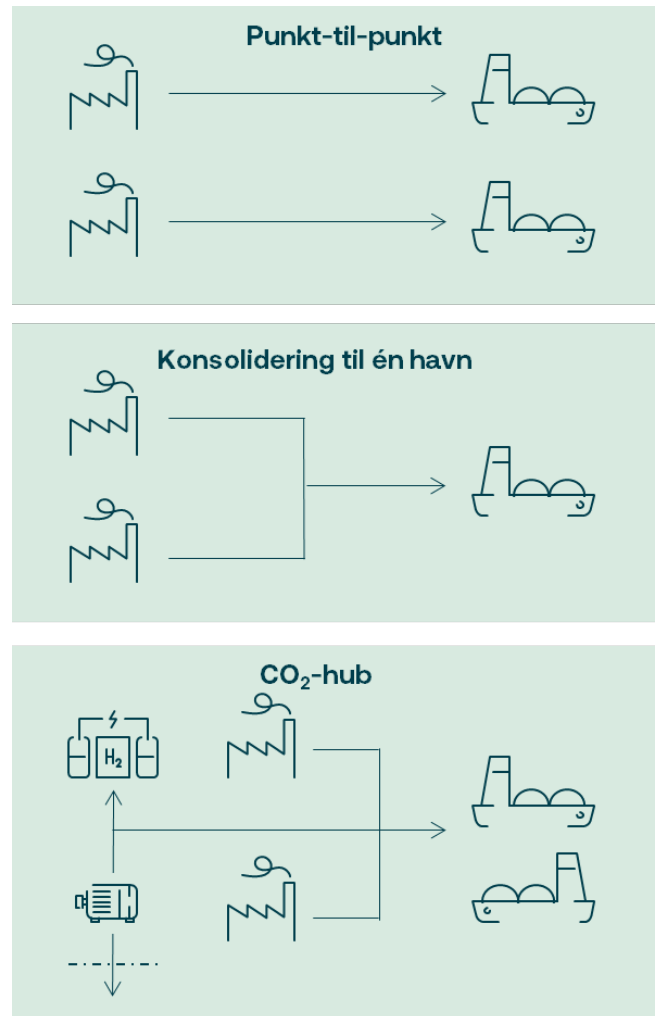 Punkt-til-punkt
Konsolidering til én havn
CO₂-hub
H₂